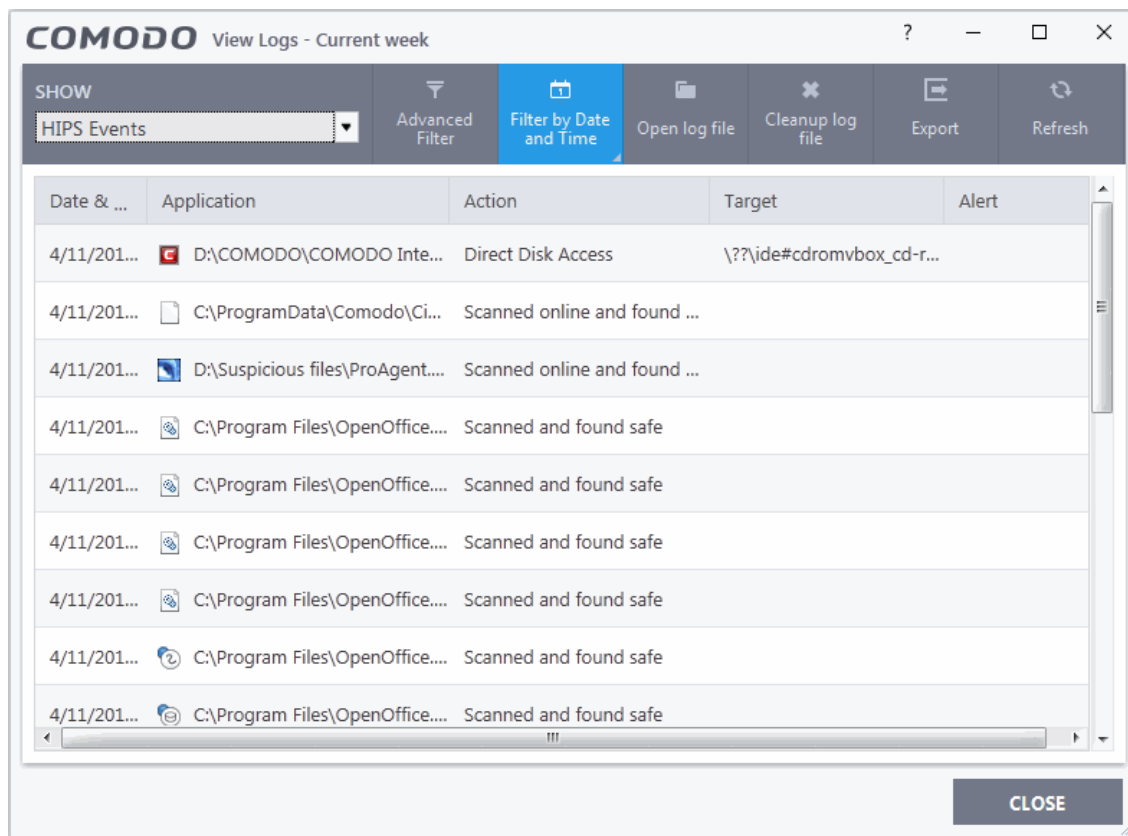 COMODO View Logs - Current week ?
SHOW
HIPS Events
Advanced Filter
Filter by Date and Time
Open log file
Cleanup log file
Export
Refresh
Date & ... Application Action Target Alert
4/11/201... D:\COMODO\COMODO Inte... Direct Disk Access \??\ide#cdromvbox_cd-r...
4/11/201... C:\ProgramData\Comodo\Ci... Scanned online and found ...
4/11/201... D:\Suspicious files\ProAgent.... Scanned online and found ...
4/11/201... C:\Program Files\OpenOffice.... Scanned and found safe
4/11/201... C:\Program Files\OpenOffice.... Scanned and found safe
4/11/201... C:\Program Files\OpenOffice.... Scanned and found safe
4/11/201... C:\Program Files\OpenOffice.... Scanned and found safe
4/11/201... C:\Program Files\OpenOffice.... Scanned and found safe
4/11/201... C:\Program Files\OpenOffice.... Scanned and found safe
CLOSE